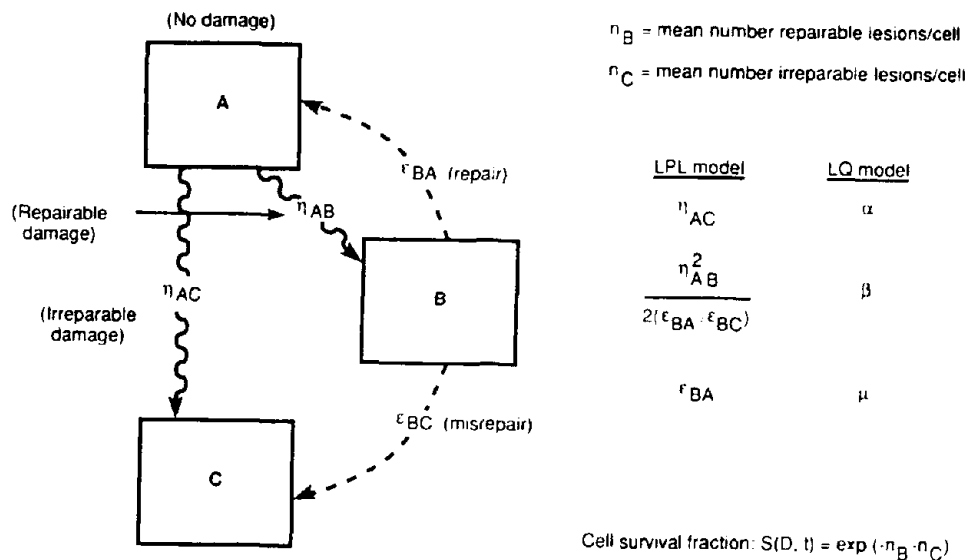 (No damage)
A
ε_BA (repair)
(Repairable
damage)
η_AB
η_AC
B
(Irreparable
damage)
ε_BC (misrepair)
C
n_B = mean number repairable lesions/cell
n_C = mean number irreparable lesions/cell
LPL model LQ model
η_AC α
η²_AB
2(ε_BA · ε_BC)
β
ε_BA μ
Cell survival fraction: S(D, t) = exp (-n_B -n_C)